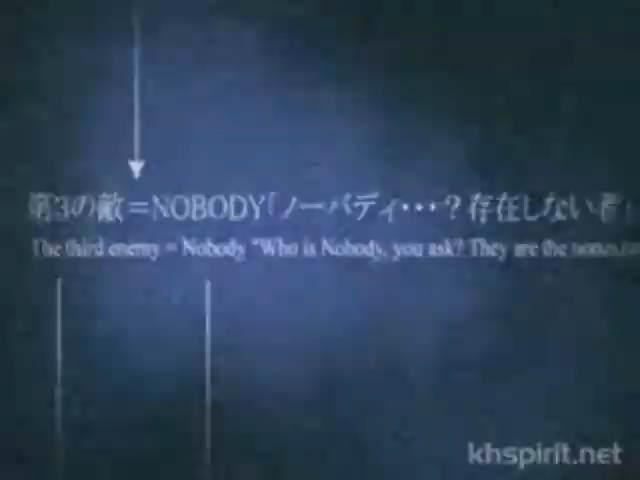 第3の敵=NOBODY「ノーバディ・・・?存在しない者」
The third enemy = Nobody "Who is Nobody, you ask? They are the
khspirit.net